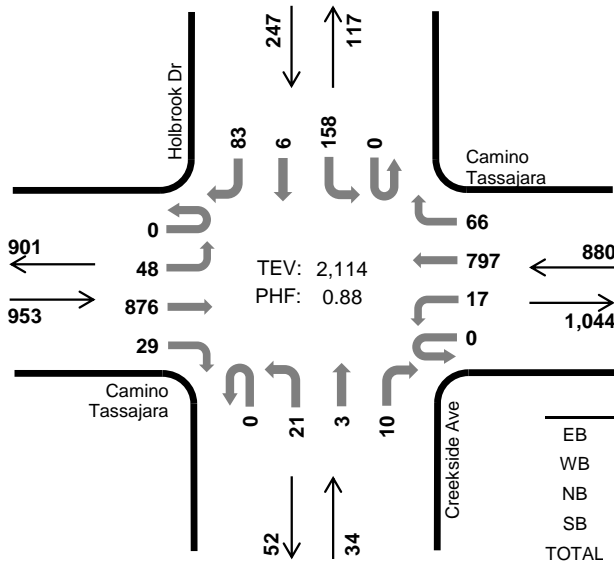 247
117
Holbrook Dr
83
6
158
0
Camino
Tassajara
0
66
901
48
TEV: 2,114
797
880
953
876
PHF: 0.88
17
1,044
29
0
Camino
Tassajara
0
21
3
10
Creekside Ave
EB
WB
NB
SB
TOTAL
52
34